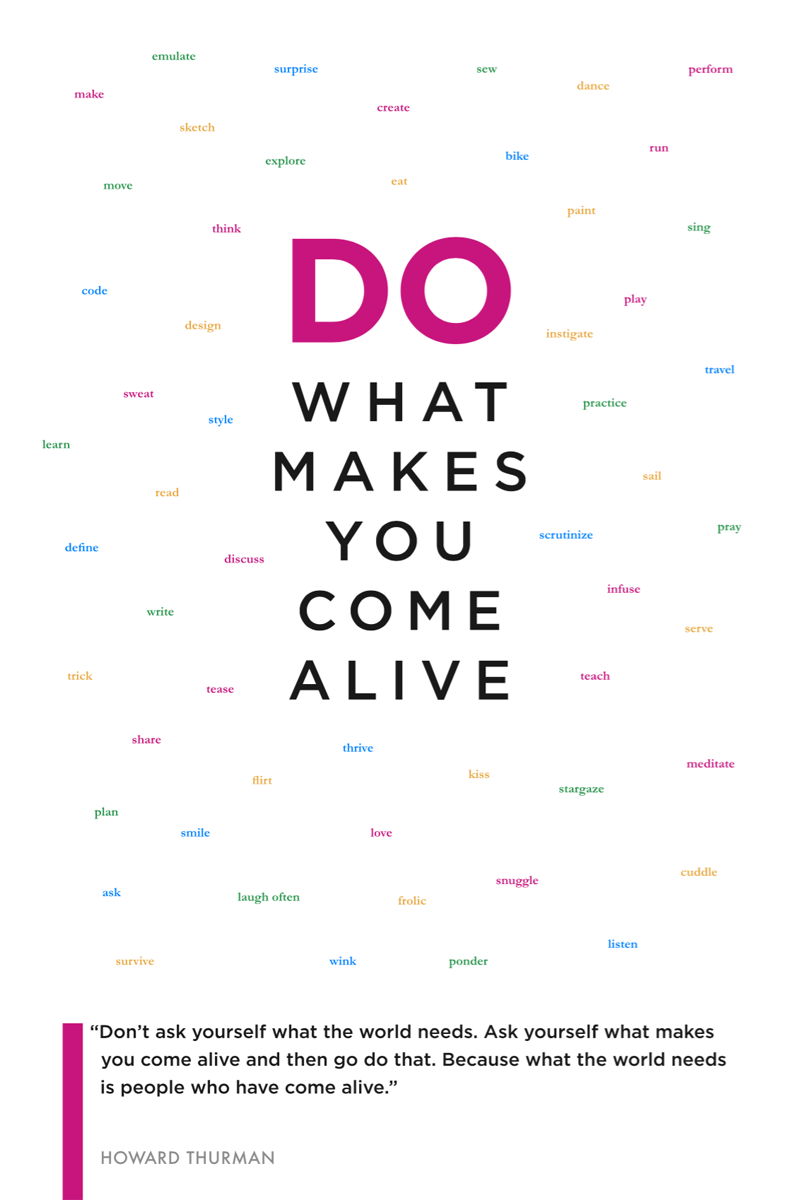 emulate
surprise
sew
perform
dance
make
create
sketch
run
bike
explore
eat
move
paint
sing
think
DO
code
play
design
instigate
travel
WHAT
sweat
practice
style
learn
MAKES
sail
read
pray
scrutinize
YOU
define
discuss
infuse
COME
write
serve
trick
teach
ALIVE
tease
share
thrive
meditate
kiss
flirt
stargaze
plan
smile
love
cuddle
snuggle
ask
laugh often
frolic
listen
survive
wink
ponder
“Don’t ask yourself what the world needs. Ask yourself what makes
you come alive and then go do that. Because what the world needs
is people who have come alive.”
HOWARD THURMAN